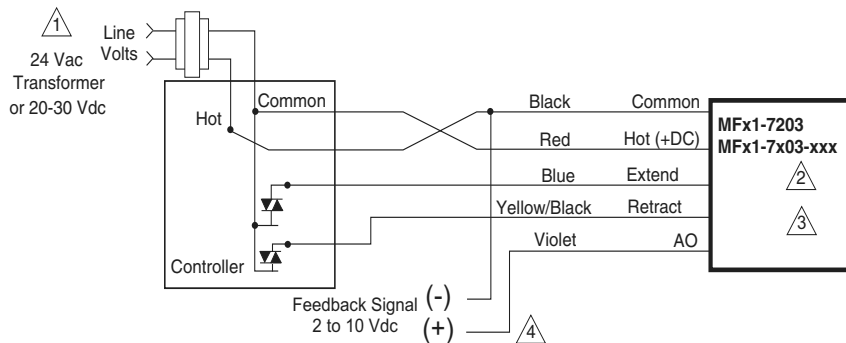 1
Line
Volts
24 Vac
Transformer
or 20-30 Vdc
Common
Hot
Controller
Black
Common
Red
Hot (+DC)
Blue
Extend
Yellow/Black
Retract
Violet
AO
MFx1-7203
MFx1-7x03-xxx
2
3
Feedback Signal (-)
2 to 10 Vdc (+)
4